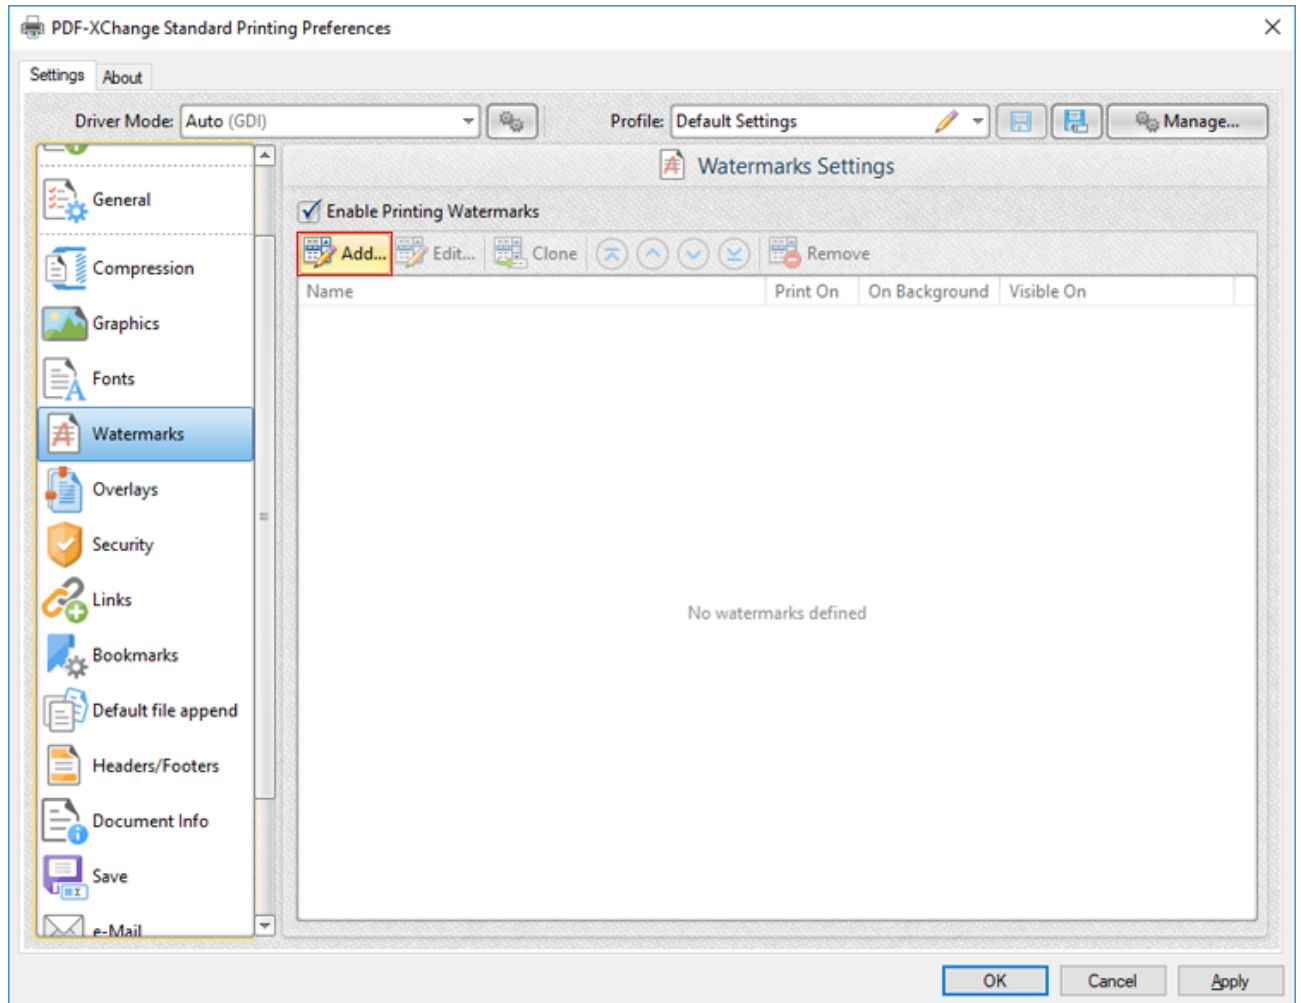 PDF-XChange Standard Printing Preferences
Settings About
Driver Mode: Auto (GDI) Profile: Default Settings Manage...
Watermarks Settings
General
Enable Printing Watermarks
Add... Edit... Clone Remove
Compression
Name Print On On Background Visible On
Graphics
Fonts
Watermarks
Overlays
Security
Links
No watermarks defined
Bookmarks
Default file append
Headers/Footers
Document Info
Save
e-Mail
OK Cancel Apply